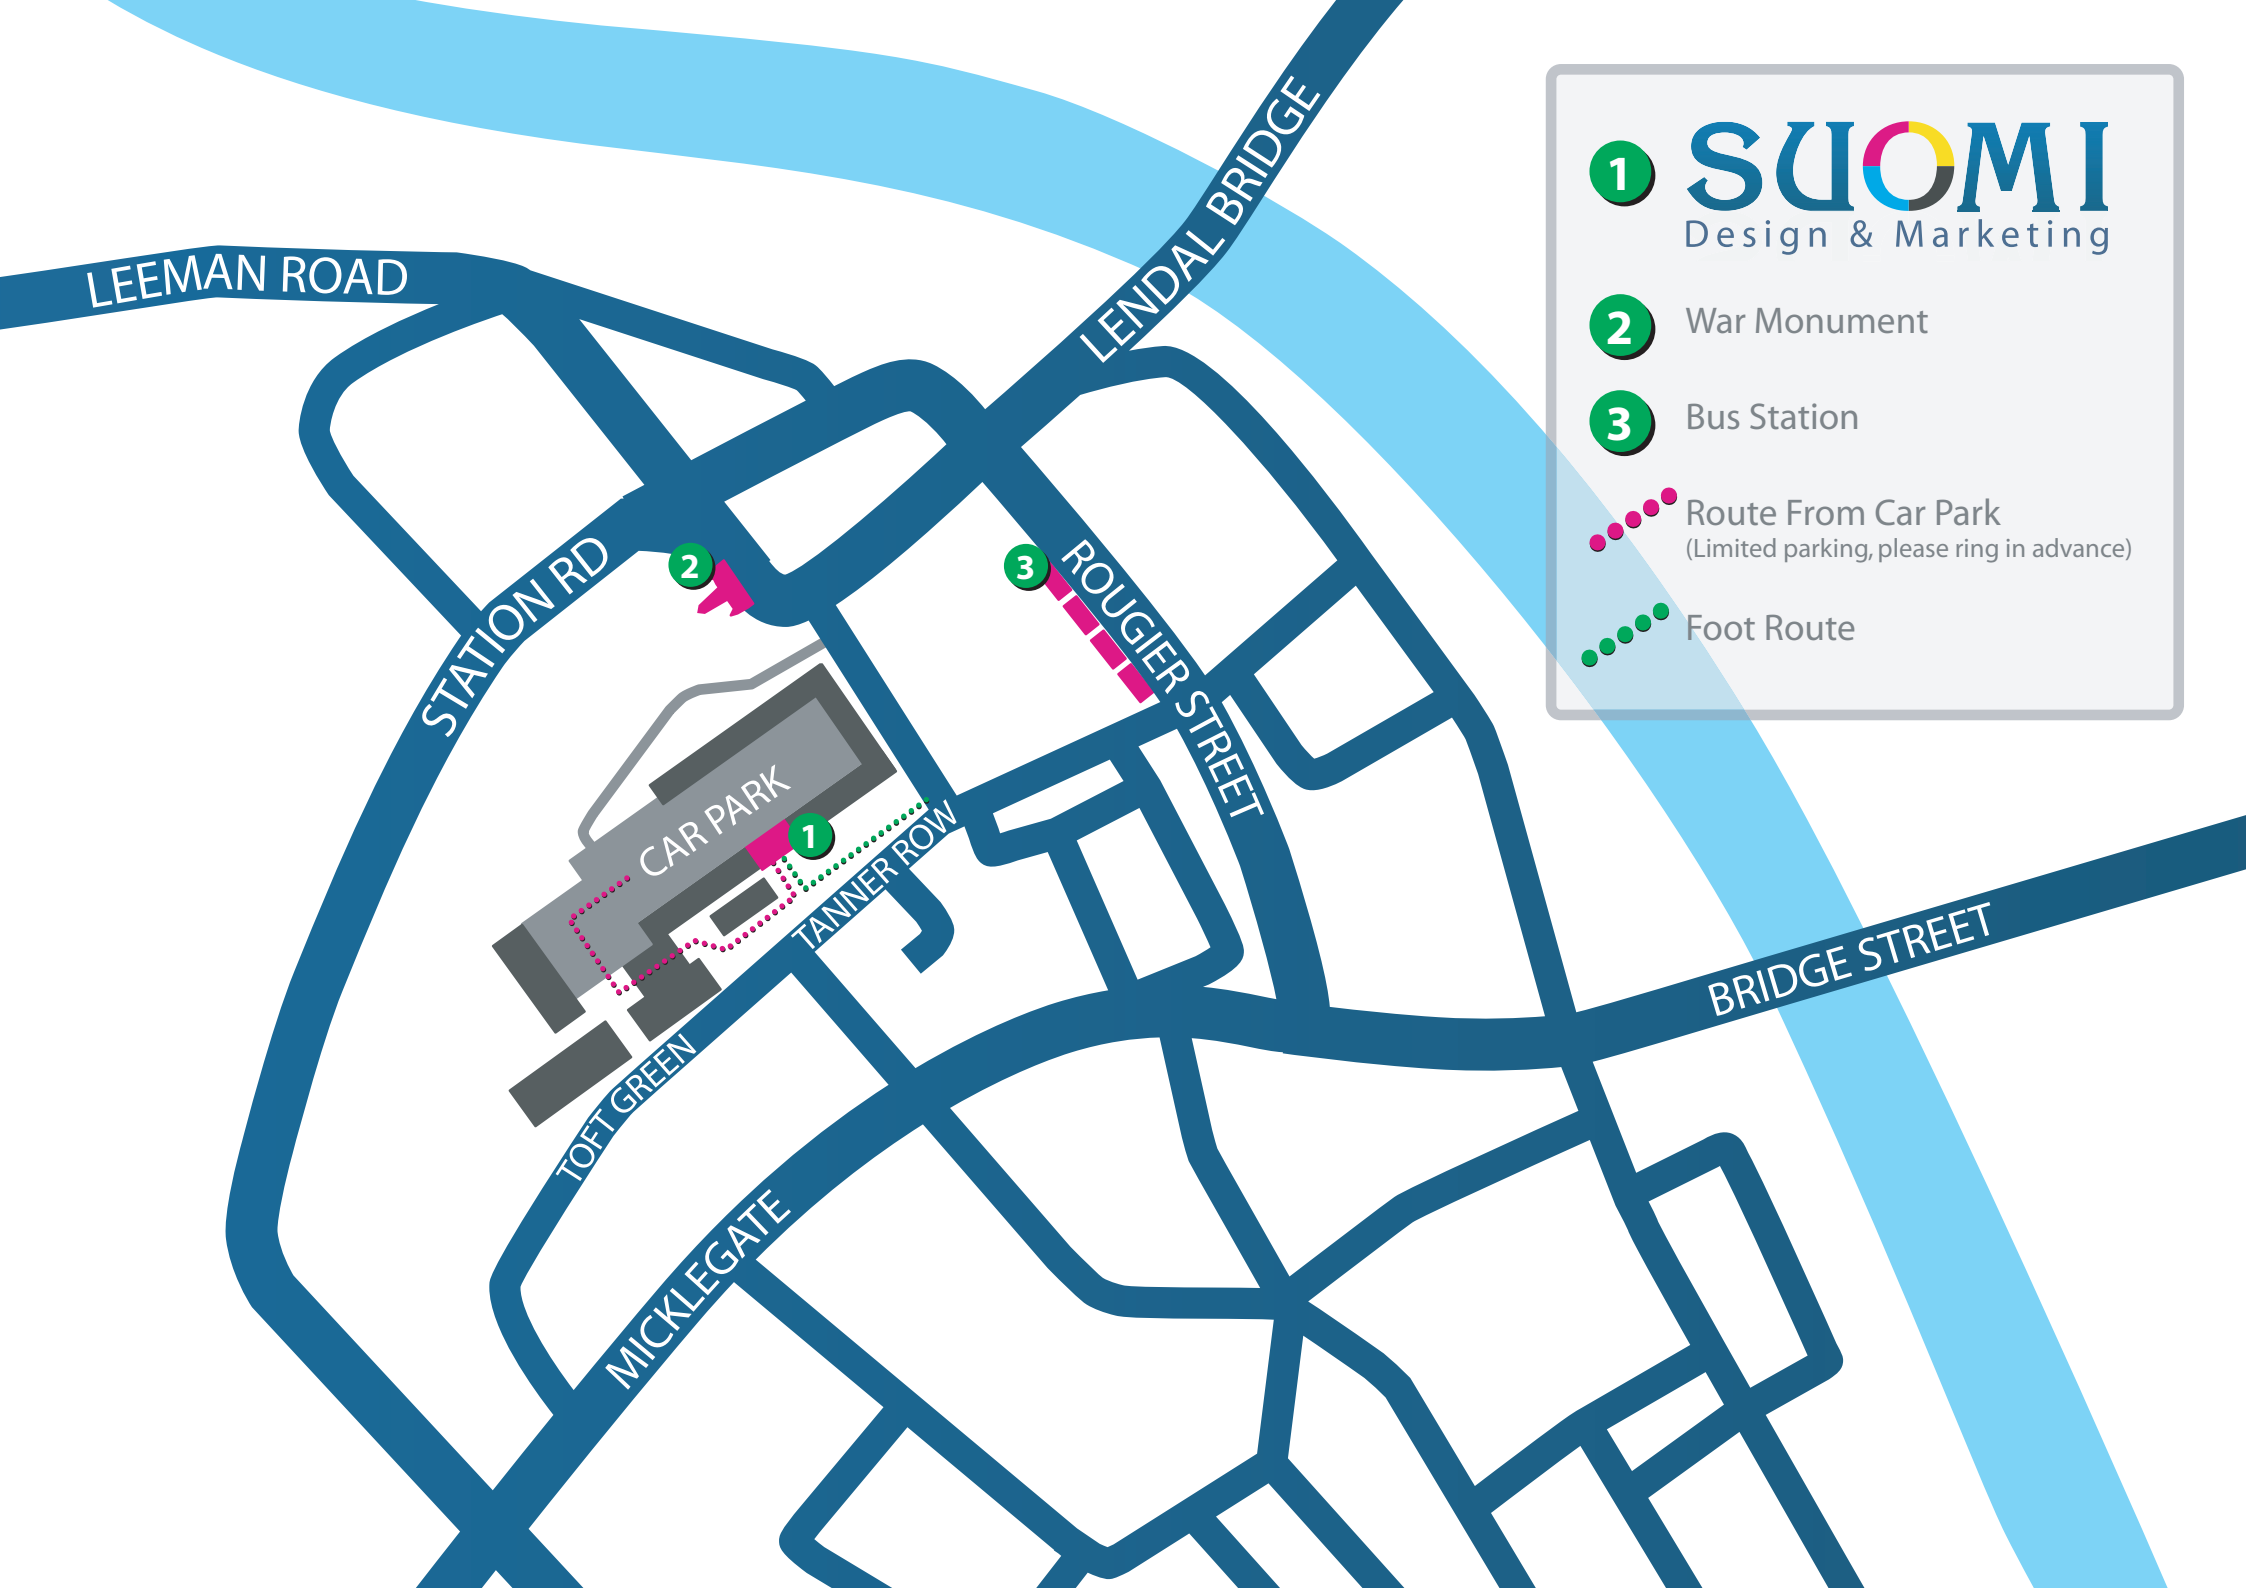 LEEMAN ROAD
LENDAL BRIDGE
STATION RD
2
3
ROUGIER STREET
CAR PARK
1
TANNER ROW
TOFT GREEN
MICKLEGATE
BRIDGE STREET
1 SUOMI
Design & Marketing
2 War Monument
3 Bus Station
Route From Car Park
(Limited parking, please ring in advance)
Foot Route